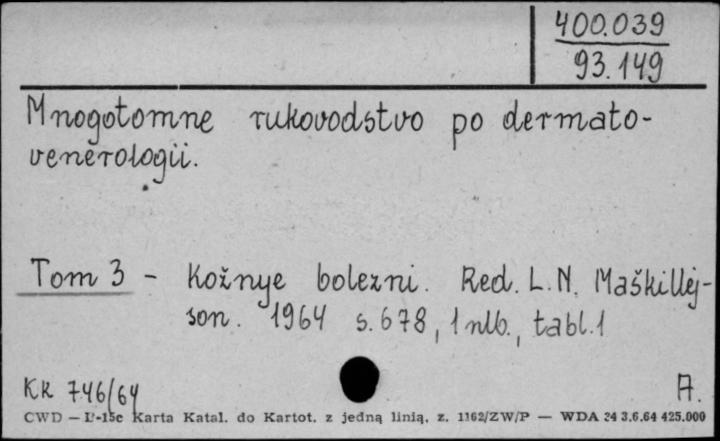 400.039
93.149
Mnogotomne rukovodstvo po dermato-
venerologii.
Tom 3 - Kožnye bolezni. Red. L.N. Maškillej-
son. 1964 s. 678, 1 nlb., tabl. 1
KR 746/64 A.
CWD — Ł-15c Karta Katal. do Kartot. z jedną linią. z. 1162/ZW/P — WDA 24 3.6.64 425.000